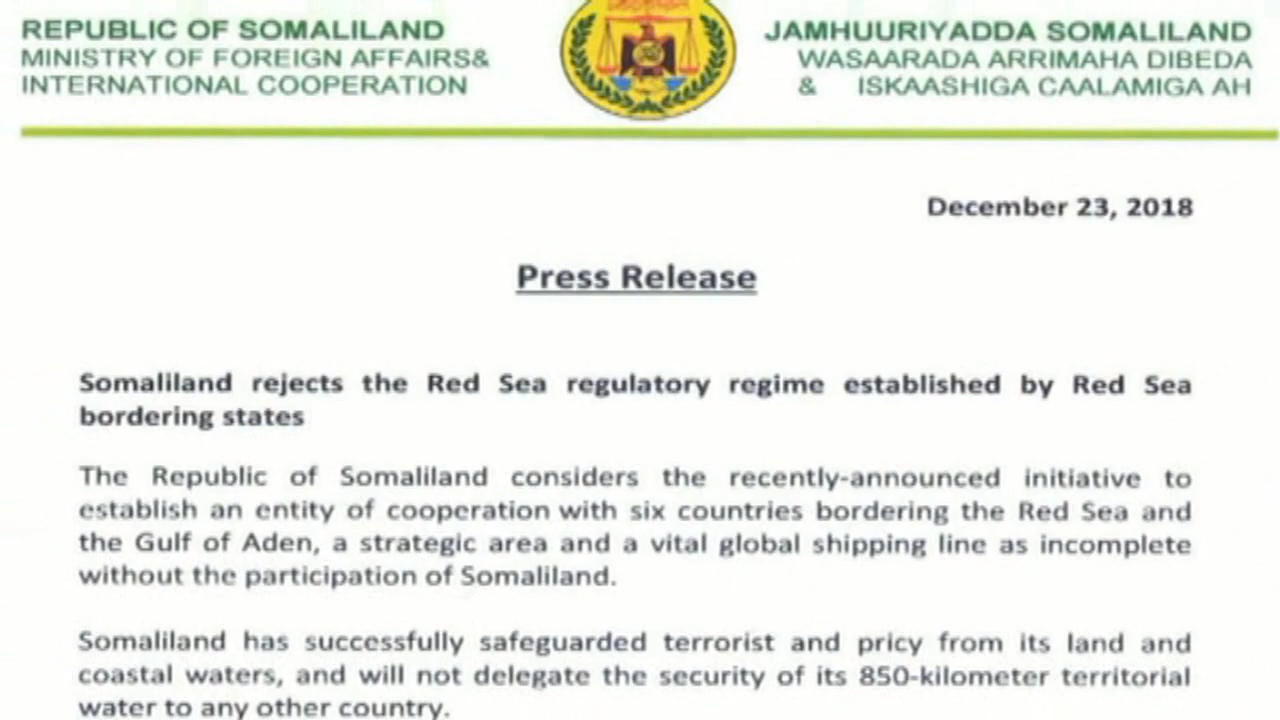 REPUBLIC OF SOMALILAND
MINISTRY OF FOREIGN AFFAIRS&
INTERNATIONAL COOPERATION
JAMHUURIYADDA SOMALILAND
WASAARADA ARRIMAHA DIBEDA
& ISKAASHIGA CAALAMIGA AH
December 23, 2018
Press Release
Somaliland rejects the Red Sea regulatory regime established by Red Sea
bordering states
The Republic of Somaliland considers the recently-announced initiative to
establish an entity of cooperation with six countries bordering the Red Sea and
the Gulf of Aden, a strategic area and a vital global shipping line as incomplete
without the participation of Somaliland.
Somaliland has successfully safeguarded terrorist and pricy from its land and
coastal waters, and will not delegate the security of its 850-kilometer territorial
water to any other country.